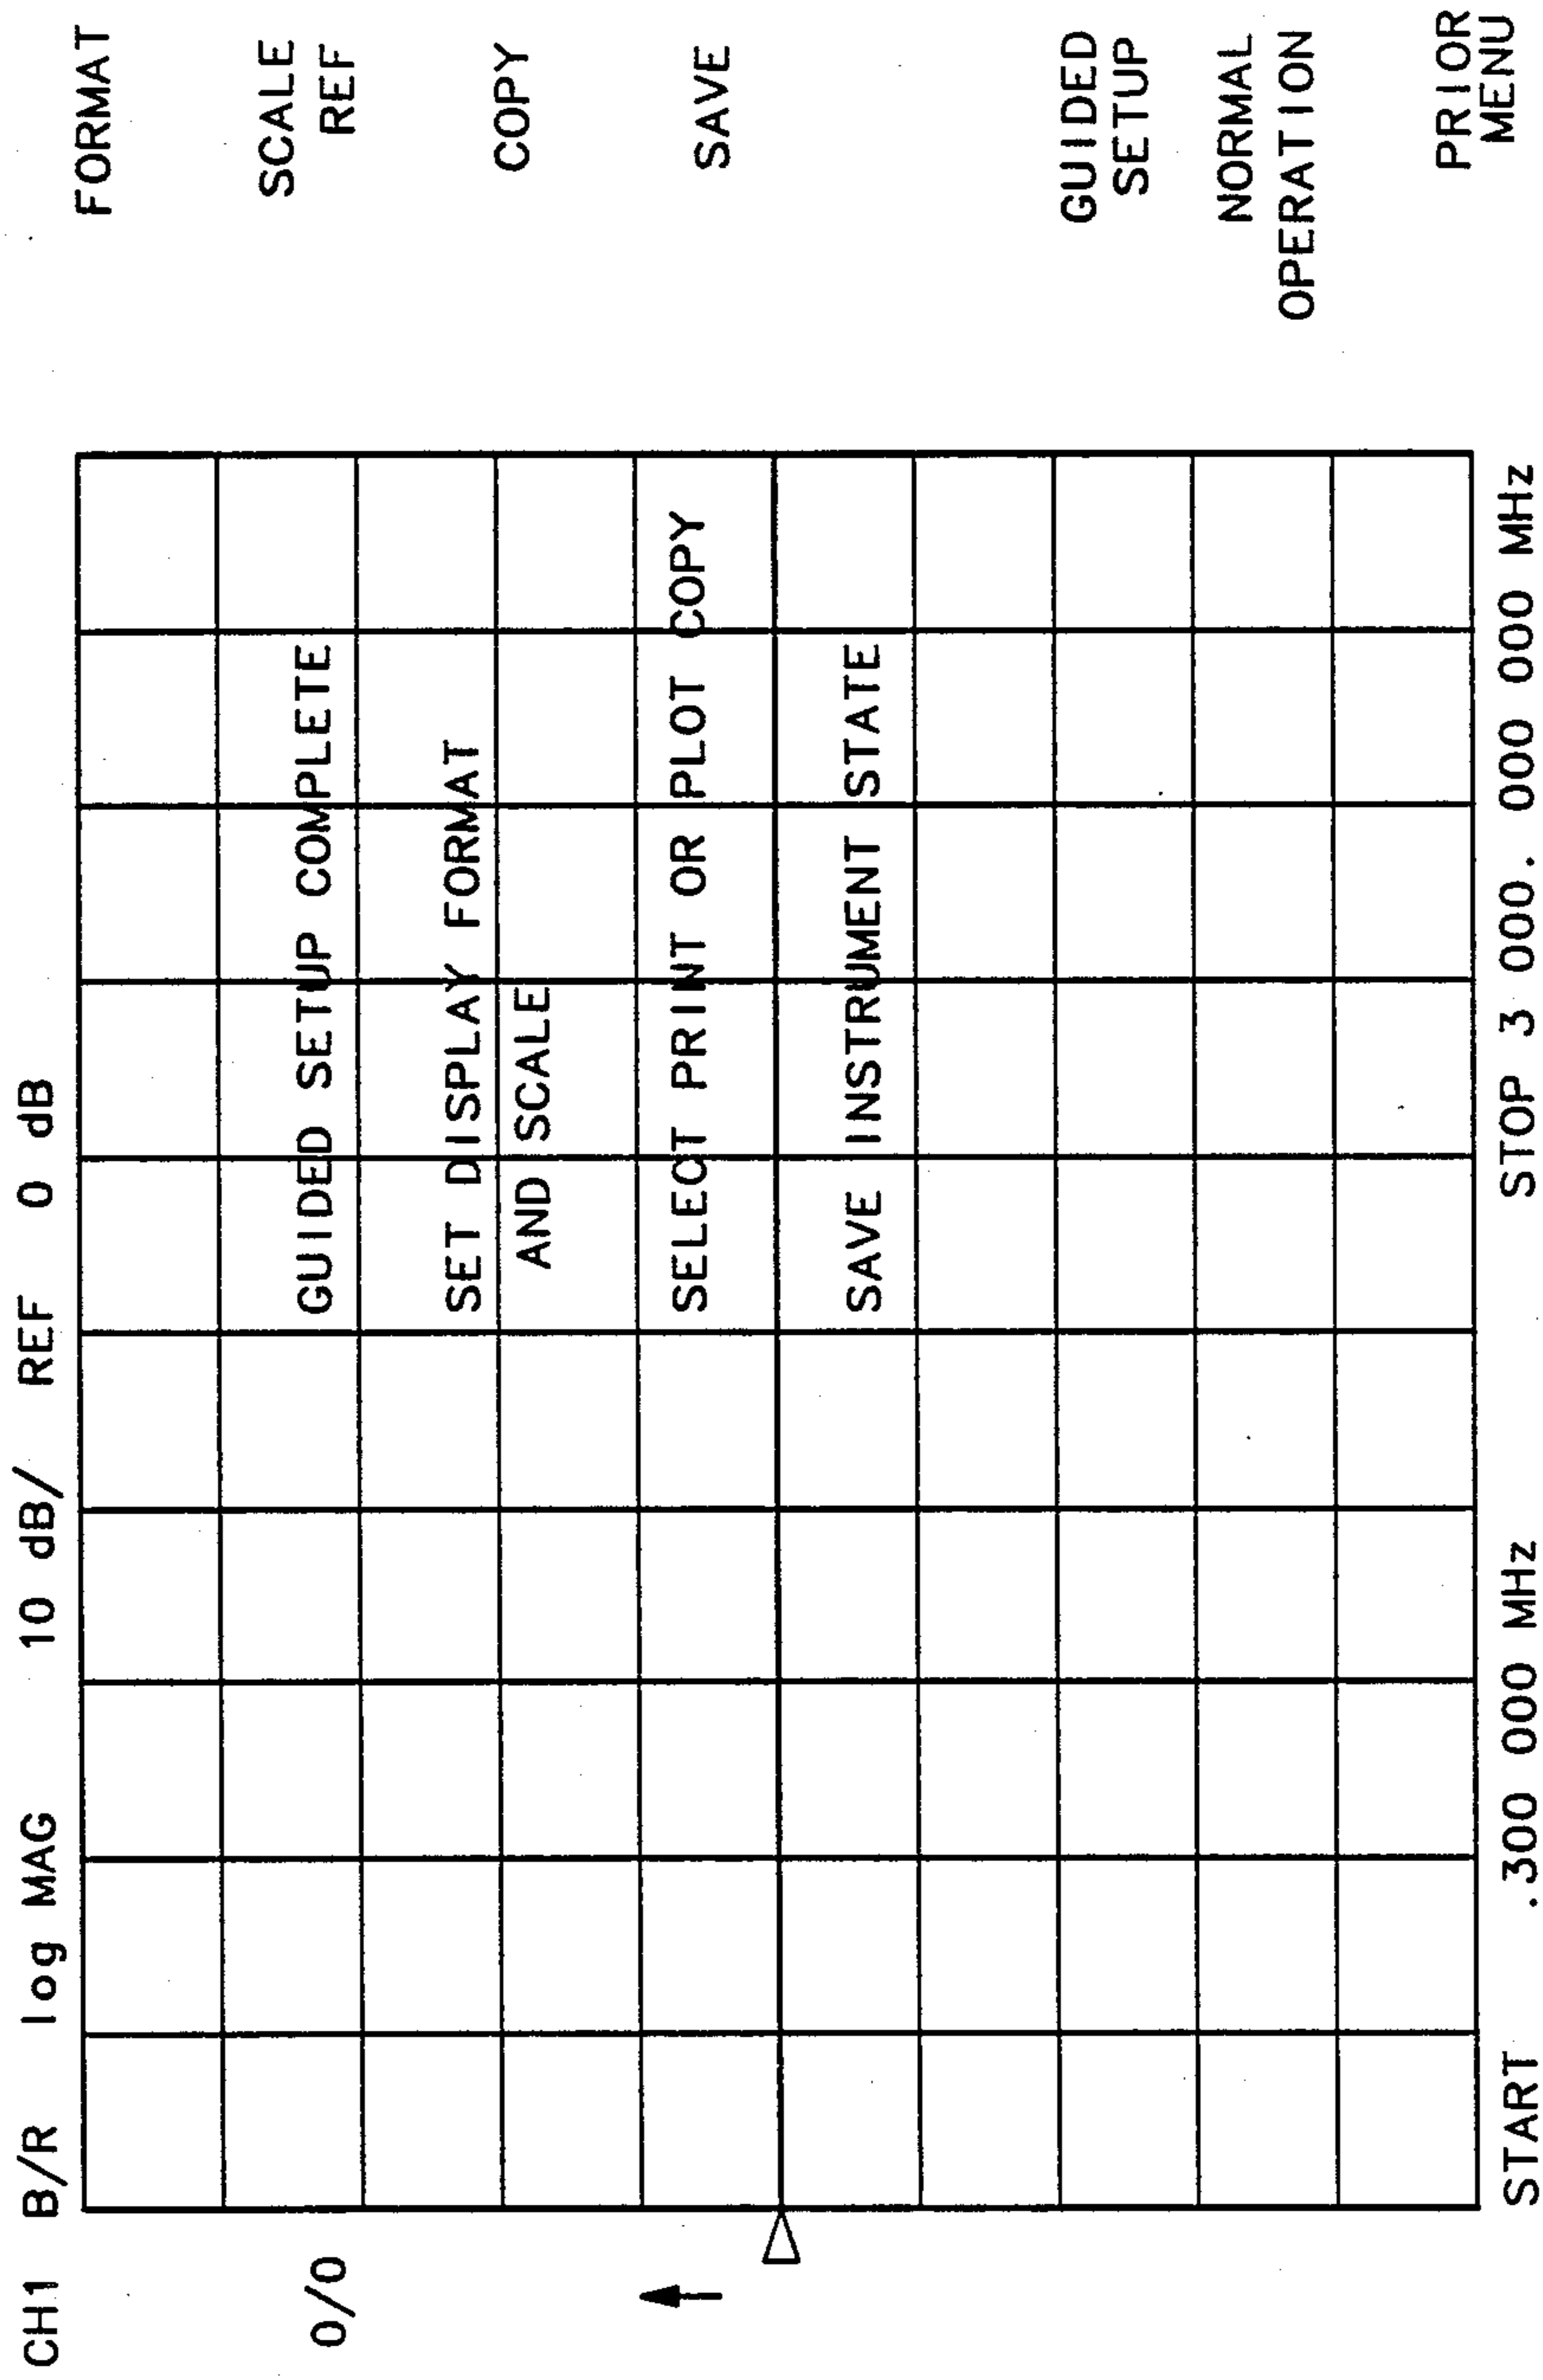 CH1 B/R log MAG 10 dB/ REF 0 dB
0/0
GUIDED SETUP COMPLETE
SET DISPLAY FORMAT
AND SCALE
SELECT PRINT OR PLOT COPY
SAVE INSTRUMENT STATE
START .300 000 MHz
STOP 3 000. 000 000 MHz
FORMAT
SCALE
REF
COPY
SAVE
GUIDED
SETUP
NORMAL
OPERATION
PRIOR
MENU